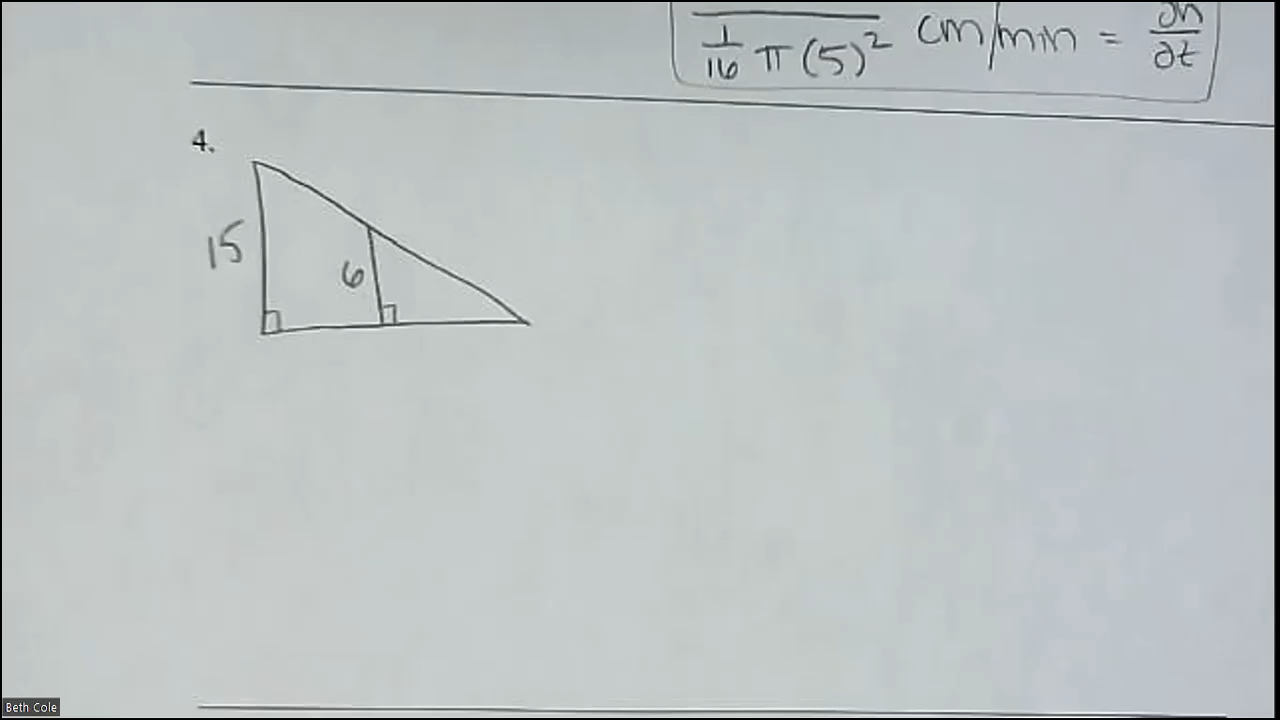 1/16 π(5)² cm/min = ∂h/∂t
4.
15
6
Beth Cole